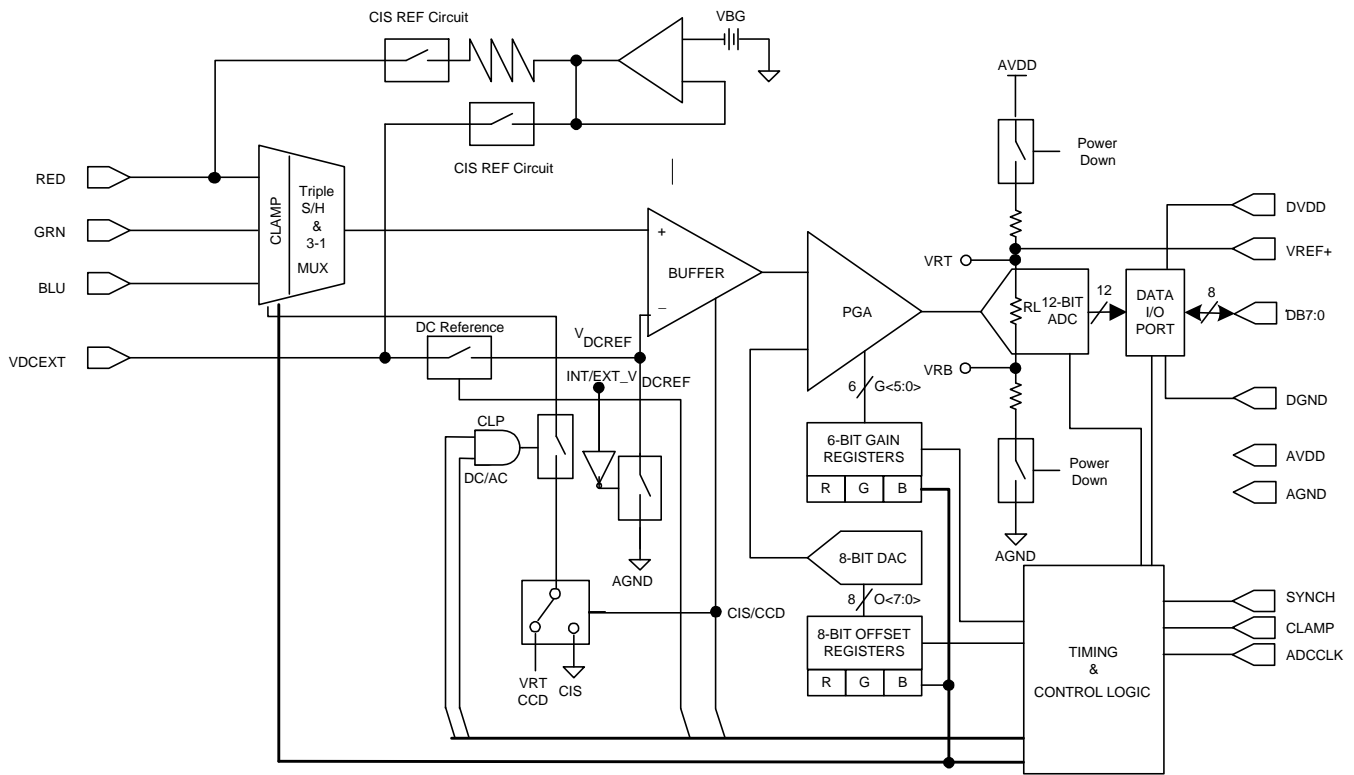 CIS REF Circuit
VBG
CIS REF Circuit
AVDD
Power
Down
RED
GRN
BLU
VDCEXT
CLAMP
Triple
S/H
&
3-1
MUX
+
BUFFER
−
DC Reference
VDCREF
INT/EXT_VDCREF
CLP
DC/AC
AGND
VRT
CCD
CIS
CIS/CCD
PGA
6
G<5:0>
6-BIT GAIN
REGISTERS
R G B
8-BIT DAC
8
O<7:0>
8-BIT OFFSET
REGISTERS
R G B
VRT
RL
12-BIT
ADC
VRB
12
DATA
I/O
PORT
8
Power
Down
AGND
TIMING
&
CONTROL LOGIC
DVDD
VREF+
DB7:0
DGND
AVDD
AGND
SYNCH
CLAMP
ADCCLK